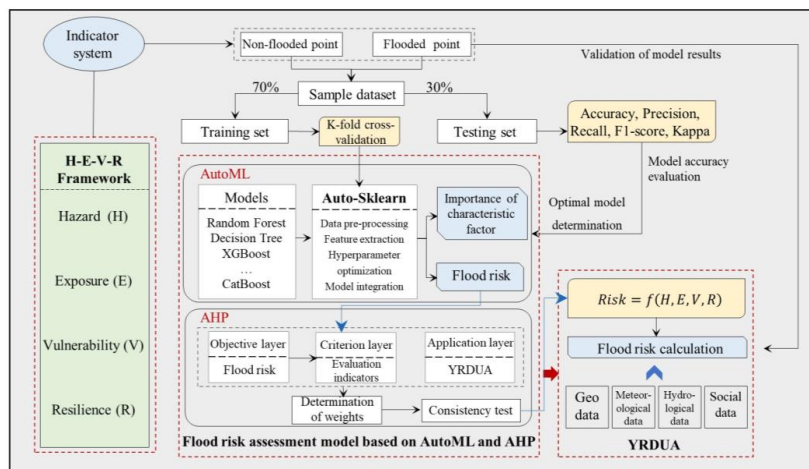 Indicator
system
Non-flooded point
Flooded point
Validation of model results
70%
Sample dataset
30%
Training set
K-fold cross-
validation
Testing set
Accuracy, Precision,
Recall, F1-score, Kappa
Model accuracy
evaluation
Optimal model
determination
H-E-V-R
Framework
Hazard (H)
Exposure (E)
Vulnerability (V)
Resilience (R)
AutoML
Models
Random Forest
Decision Tree
XGBoost
…
CatBoost
Auto-Sklearn
Data pre-processing
Feature extraction
Hyperparameter
optimization
Model integration
Importance of
characteristic
factor
Flood risk
AHP
Objective layer
Flood risk
Criterion layer
Evaluation
indicators
Application layer
YRDUA
Determination
of weights
Consistency test
Flood risk assessment model based on AutoML and AHP
Risk = f(H, E, V, R)
Flood risk calculation
Geo
data
Meteor-
ological
data
Hydro-
logical
data
Social
data
YRDUA